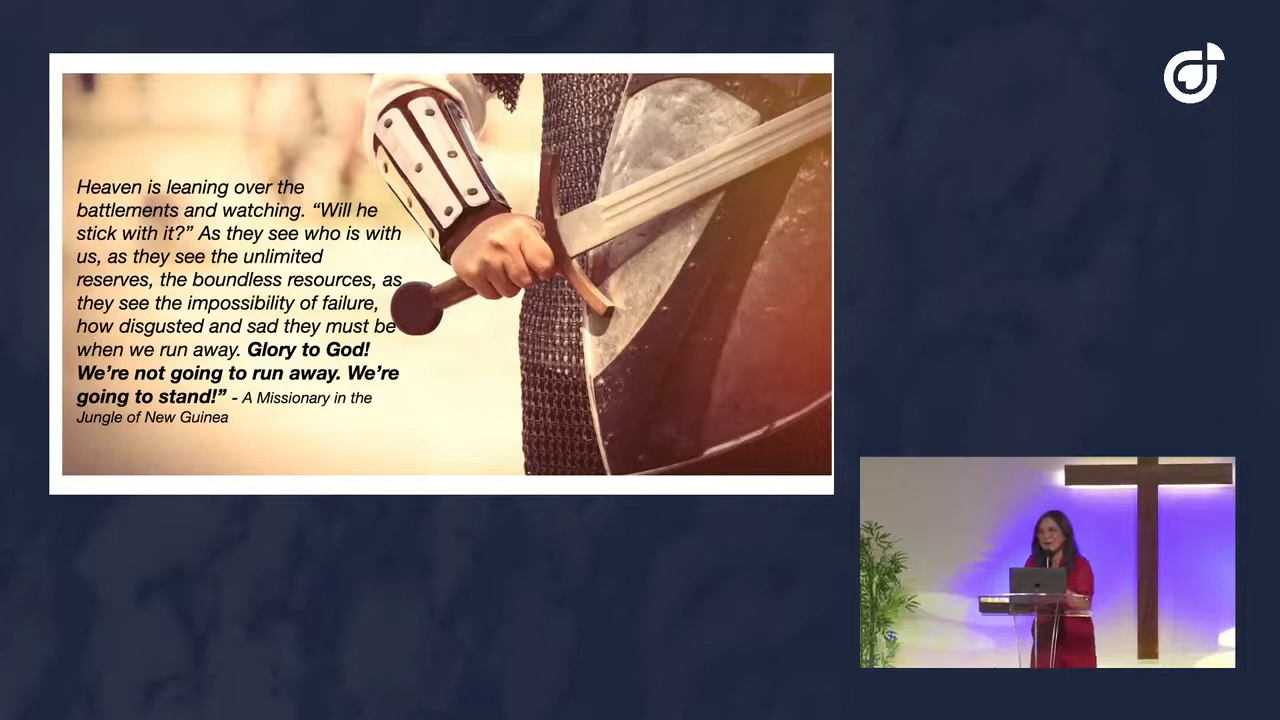 Heaven is leaning over the
battlements and watching. “Will he
stick with it?” As they see who is with
us, as they see the unlimited
reserves, the boundless resources, as
they see the impossibility of failure,
how disgusted and sad they must be
when we run away. Glory to God!
We’re not going to run away. We’re
going to stand!” - A Missionary in the
Jungle of New Guinea